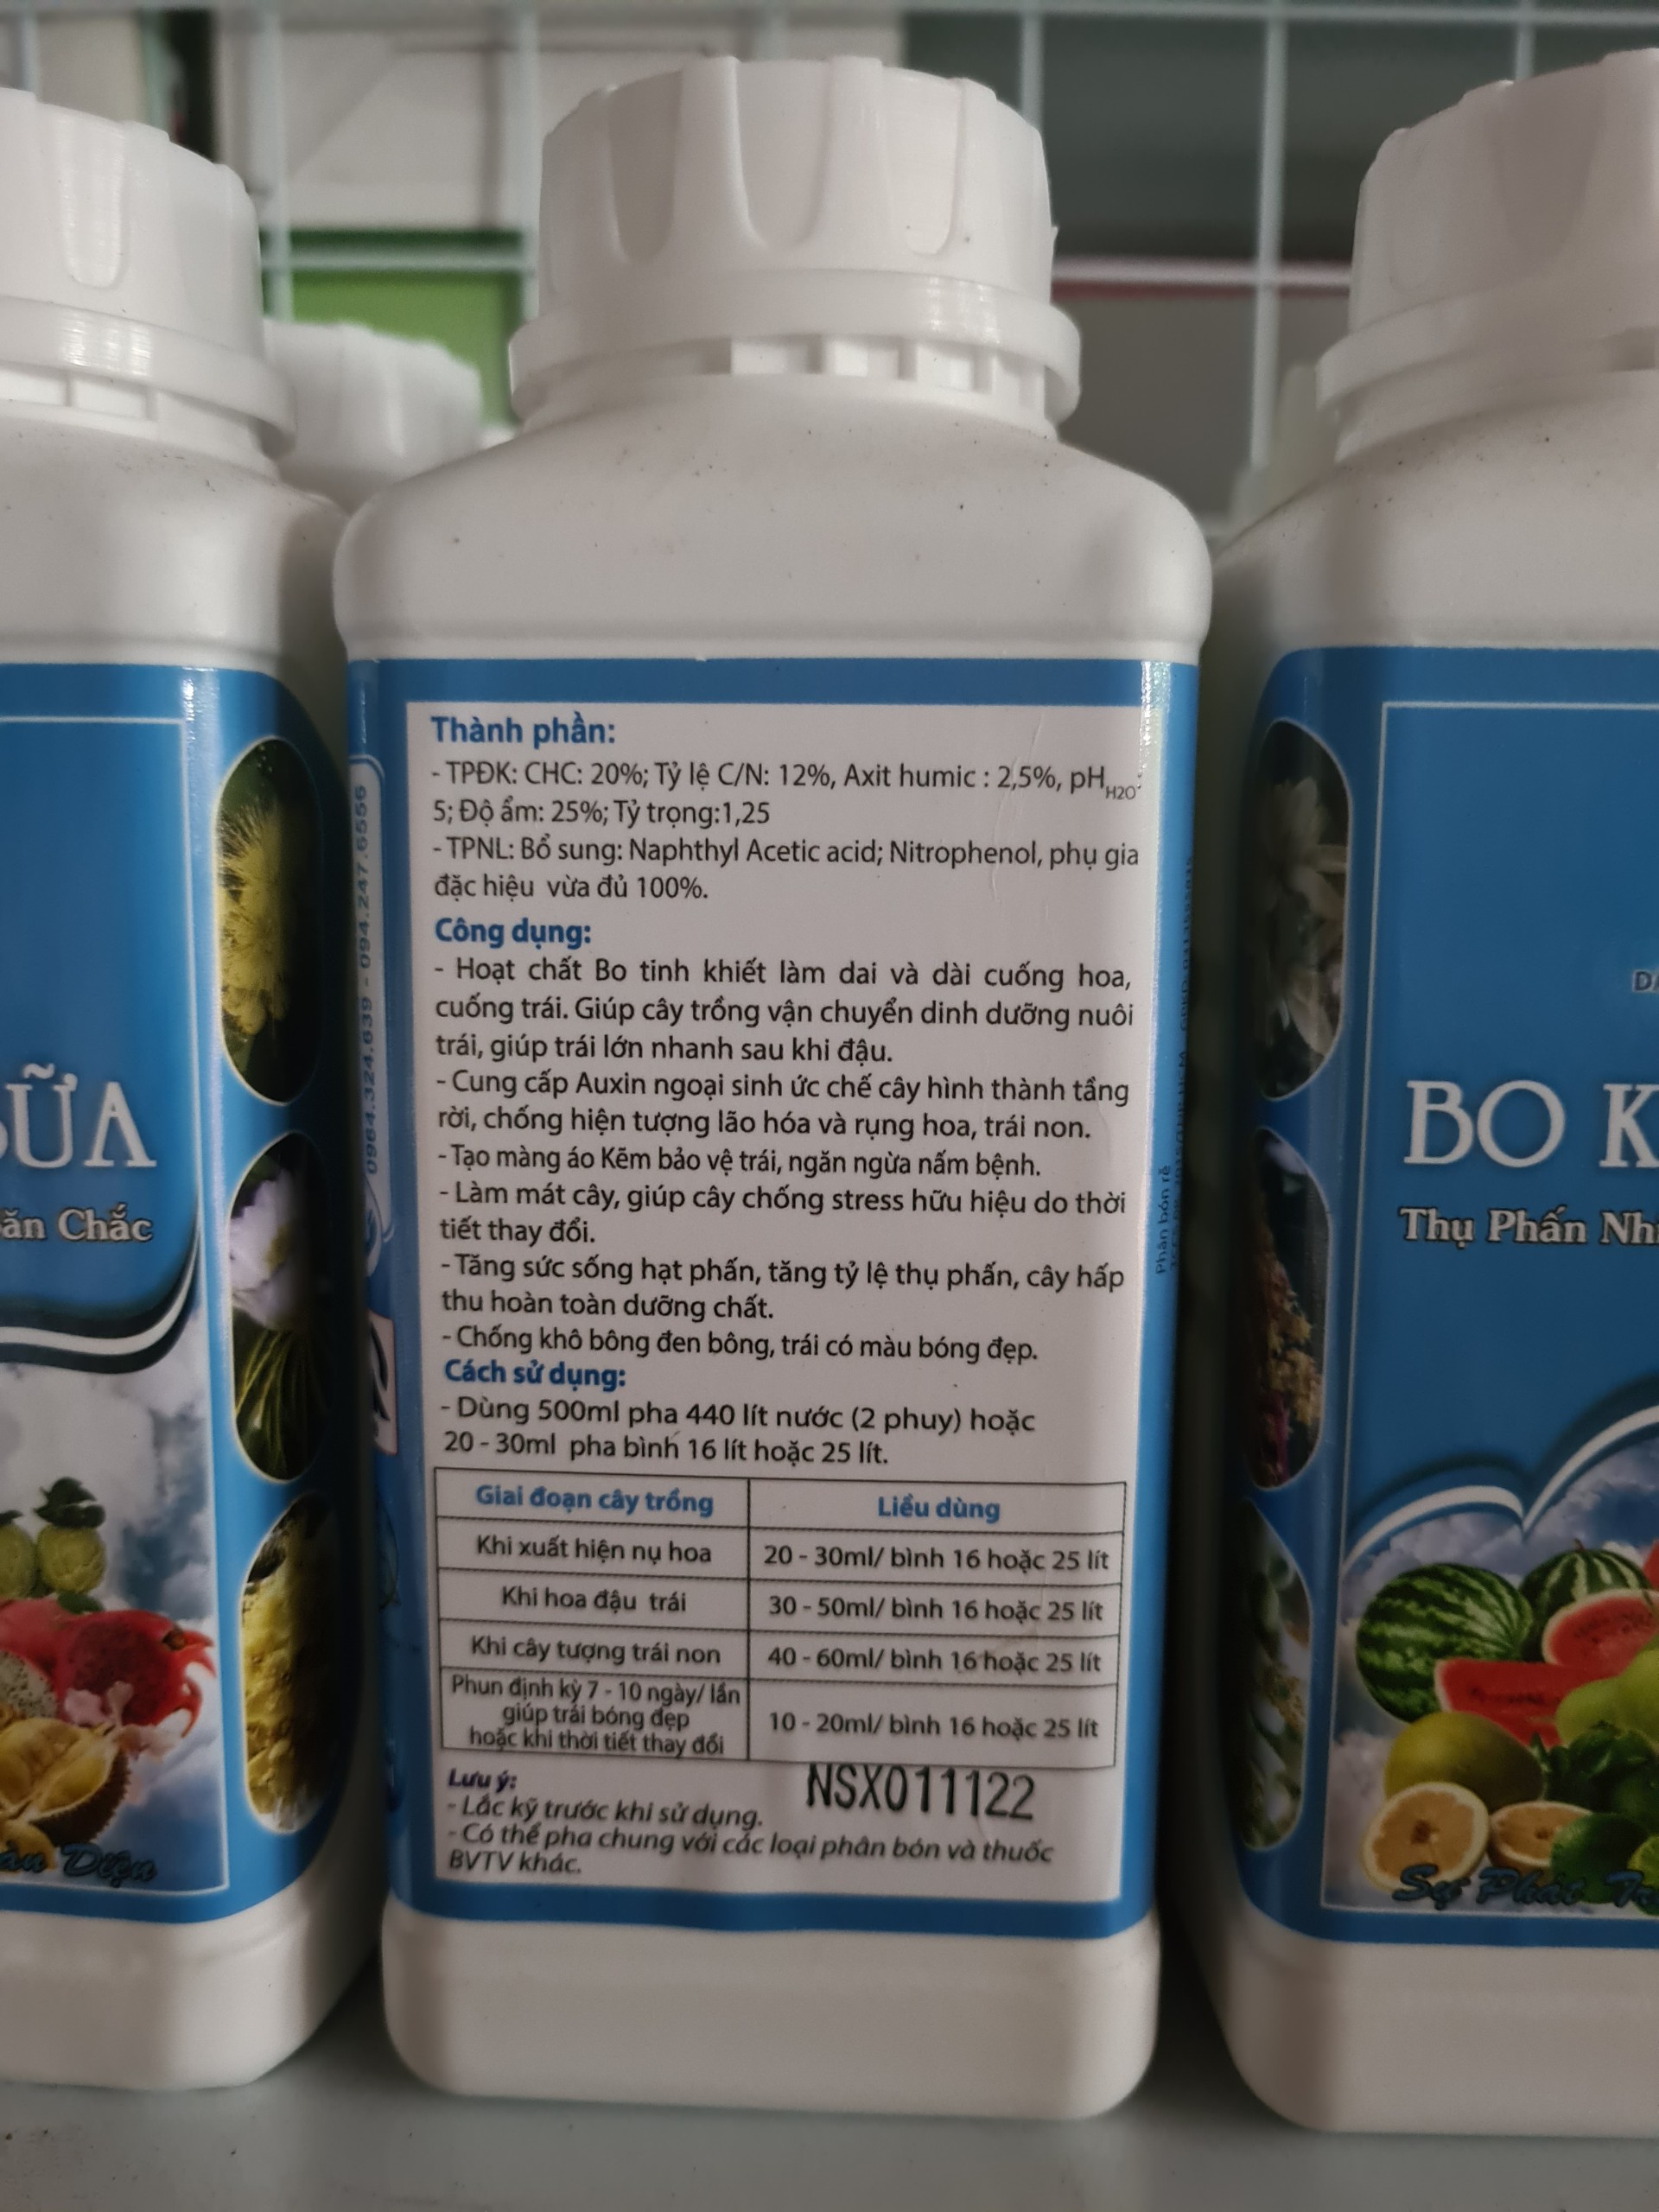 Thành phần:
- TPĐK: CHC: 20%; Tỷ lệ C/N: 12%, Axit humic : 2,5%, pHH2O:
5; Độ ẩm: 25%; Tỷ trọng:1,25
- TPNL: Bổ sung: Naphthyl Acetic acid; Nitrophenol, phụ gia
đặc hiệu vừa đủ 100%.
Công dụng:
- Hoạt chất Bo tinh khiết làm dai và dài cuống hoa,
cuống trái. Giúp cây trồng vận chuyển dinh dưỡng nuôi
trái, giúp trái lớn nhanh sau khi đậu.
- Cung cấp Auxin ngoại sinh ức chế cây hình thành tầng
rời, chống hiện tượng lão hóa và rụng hoa, trái non.
- Tạo màng áo Kẽm bảo vệ trái, ngăn ngừa nấm bệnh.
- Làm mát cây, giúp cây chống stress hữu hiệu do thời
tiết thay đổi.
- Tăng sức sống hạt phấn, tăng tỷ lệ thụ phấn, cây hấp
thu hoàn toàn dưỡng chất.
- Chống khô bông đen bông, trái có màu bóng đẹp.
Cách sử dụng:
- Dùng 500ml pha 440 lít nước (2 phuy) hoặc
20 - 30ml pha bình 16 lít hoặc 25 lít.
Giai đoạn cây trồng Liều dùng
Khi xuất hiện nụ hoa 20 - 30ml/ bình 16 hoặc 25 lít
Khi hoa đậu trái 30 - 50ml/ bình 16 hoặc 25 lít
Khi cây tượng trái non 40 - 60ml/ bình 16 hoặc 25 lít
Phun định kỳ 7 - 10 ngày/ lần
giúp trái bóng đẹp
hoặc khi thời tiết thay đổi
10 - 20ml/ bình 16 hoặc 25 lít
NSX011122
Lưu ý:
- Lắc kỹ trước khi sử dụng.
- Có thể pha chung với các loại phân bón và thuốc
BVTV khác.
0964.324.639 - 094.247.6556
Phân bón rễ
SỮA
Chắc
Diện
BO K
Thụ Phấn Nh
Sự Phát Tr